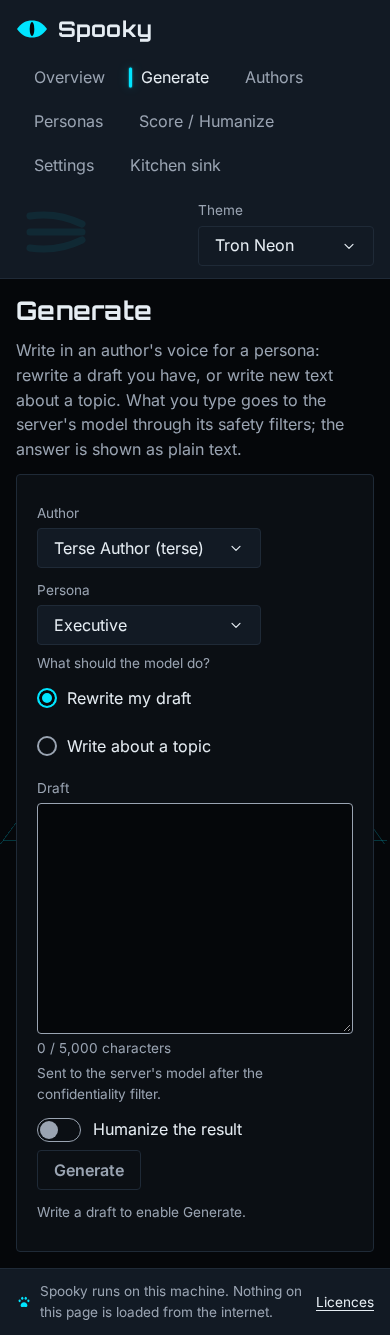 Spooky
Overview
Generate
Authors
Personas
Score / Humanize
Settings
Kitchen sink
Theme
Tron Neon
Generate
Write in an author's voice for a persona:
rewrite a draft you have, or write new text
about a topic. What you type goes to the
server's model through its safety filters; the
answer is shown as plain text.
Author
Terse Author (terse)
Persona
Executive
What should the model do?
Rewrite my draft
Write about a topic
Draft
0 / 5,000 characters
Sent to the server's model after the
confidentiality filter.
Humanize the result
Generate
Write a draft to enable Generate.
Spooky runs on this machine. Nothing on
this page is loaded from the internet.
Licences